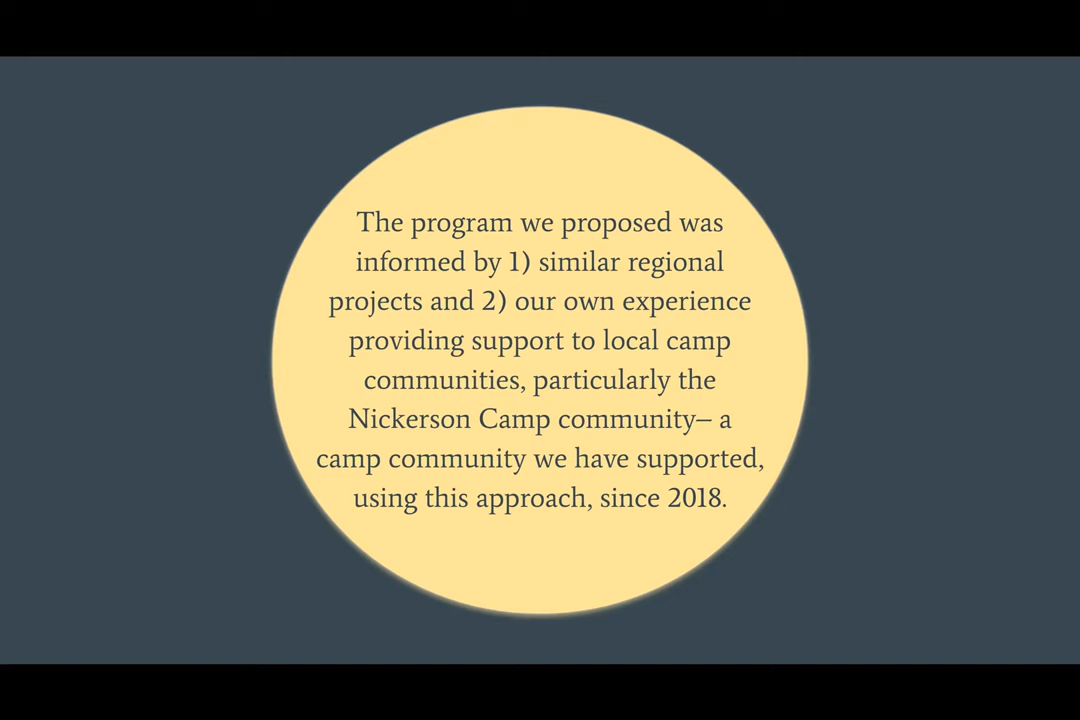 The program we proposed was
informed by 1) similar regional
projects and 2) our own experience
providing support to local camp
communities, particularly the
Nickerson Camp community– a
camp community we have supported,
using this approach, since 2018.